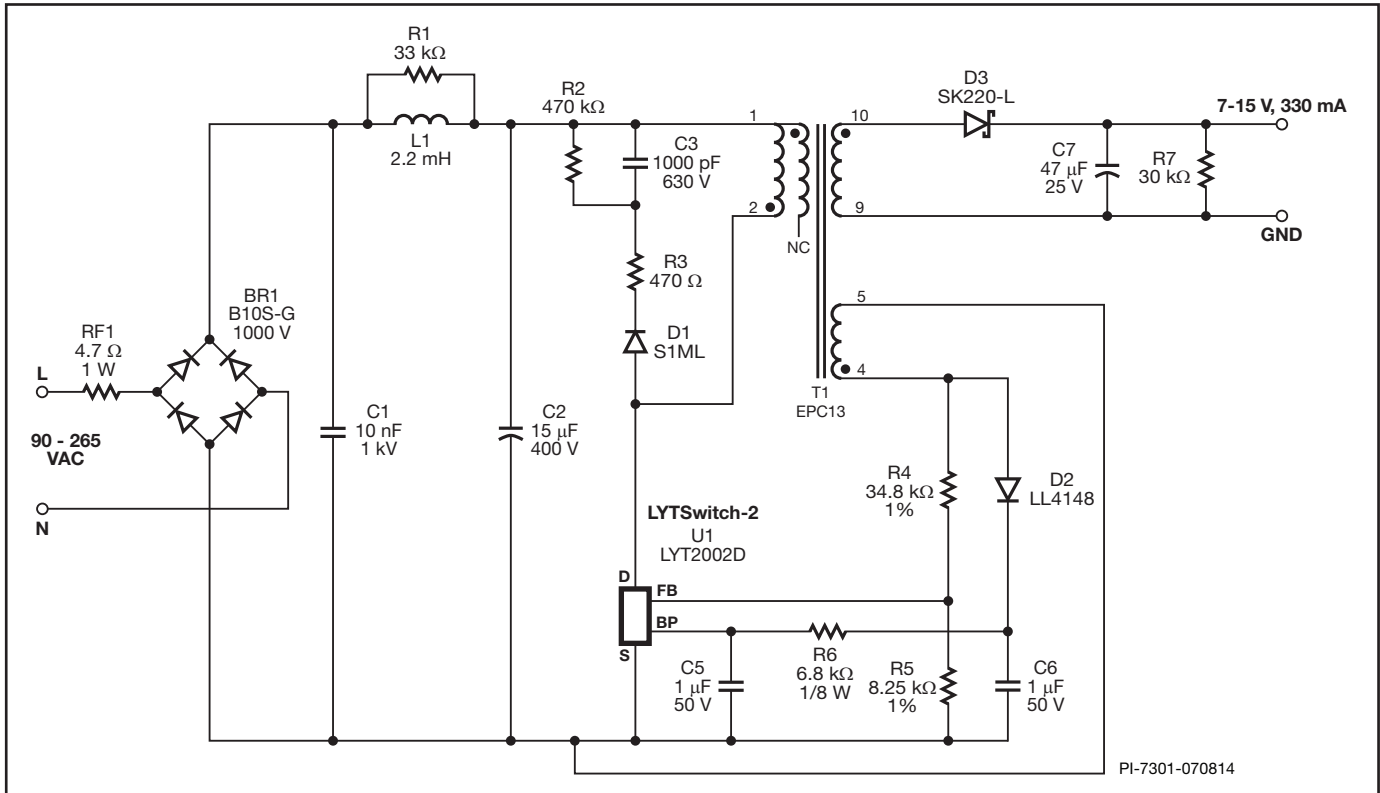 R1
33 kΩ
R2
470 kΩ
L1
2.2 mH
C3
1000 pF
630 V
1
2
NC
10
9
D3
SK220-L
7-15 V, 330 mA
C7
47 μF
25 V
R7
30 kΩ
GND
R3
470 Ω
D1
S1ML
5
4
T1
EPC13
BR1
B10S-G
1000 V
RF1
4.7 Ω
1 W
L
90 - 265
VAC
N
C1
10 nF
1 kV
C2
15 μF
400 V
R4
34.8 kΩ
1%
D2
LL4148
LYTSwitch-2
U1
LYT2002D
D
FB
BP
S
C5
1 μF
50 V
R6
6.8 kΩ
1/8 W
R5
8.25 kΩ
1%
C6
1 μF
50 V
PI-7301-070814